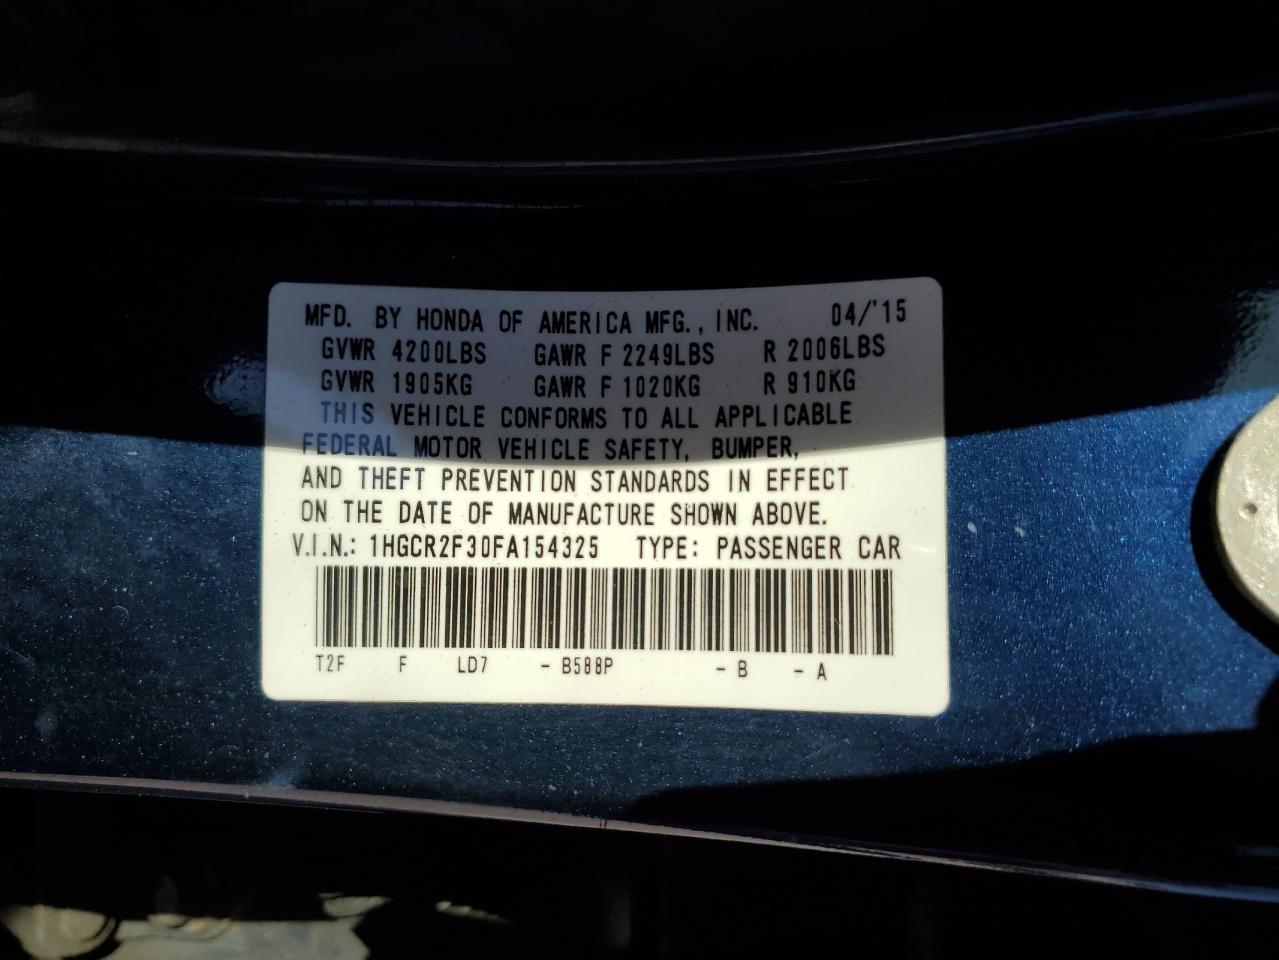 MFD. BY HONDA OF AMERICA MFG., INC. 04/'15
GVWR 4200LBS GAWR F 2249LBS R 2006LBS
GVWR 1905KG GAWR F 1020KG R 910KG
THIS VEHICLE CONFORMS TO ALL APPLICABLE
FEDERAL MOTOR VEHICLE SAFETY, BUMPER,
AND THEFT PREVENTION STANDARDS IN EFFECT
ON THE DATE OF MANUFACTURE SHOWN ABOVE.
V.I.N.: 1HGCR2F30FA154325 TYPE: PASSENGER CAR
T2F F LD7 - B588P - B - A